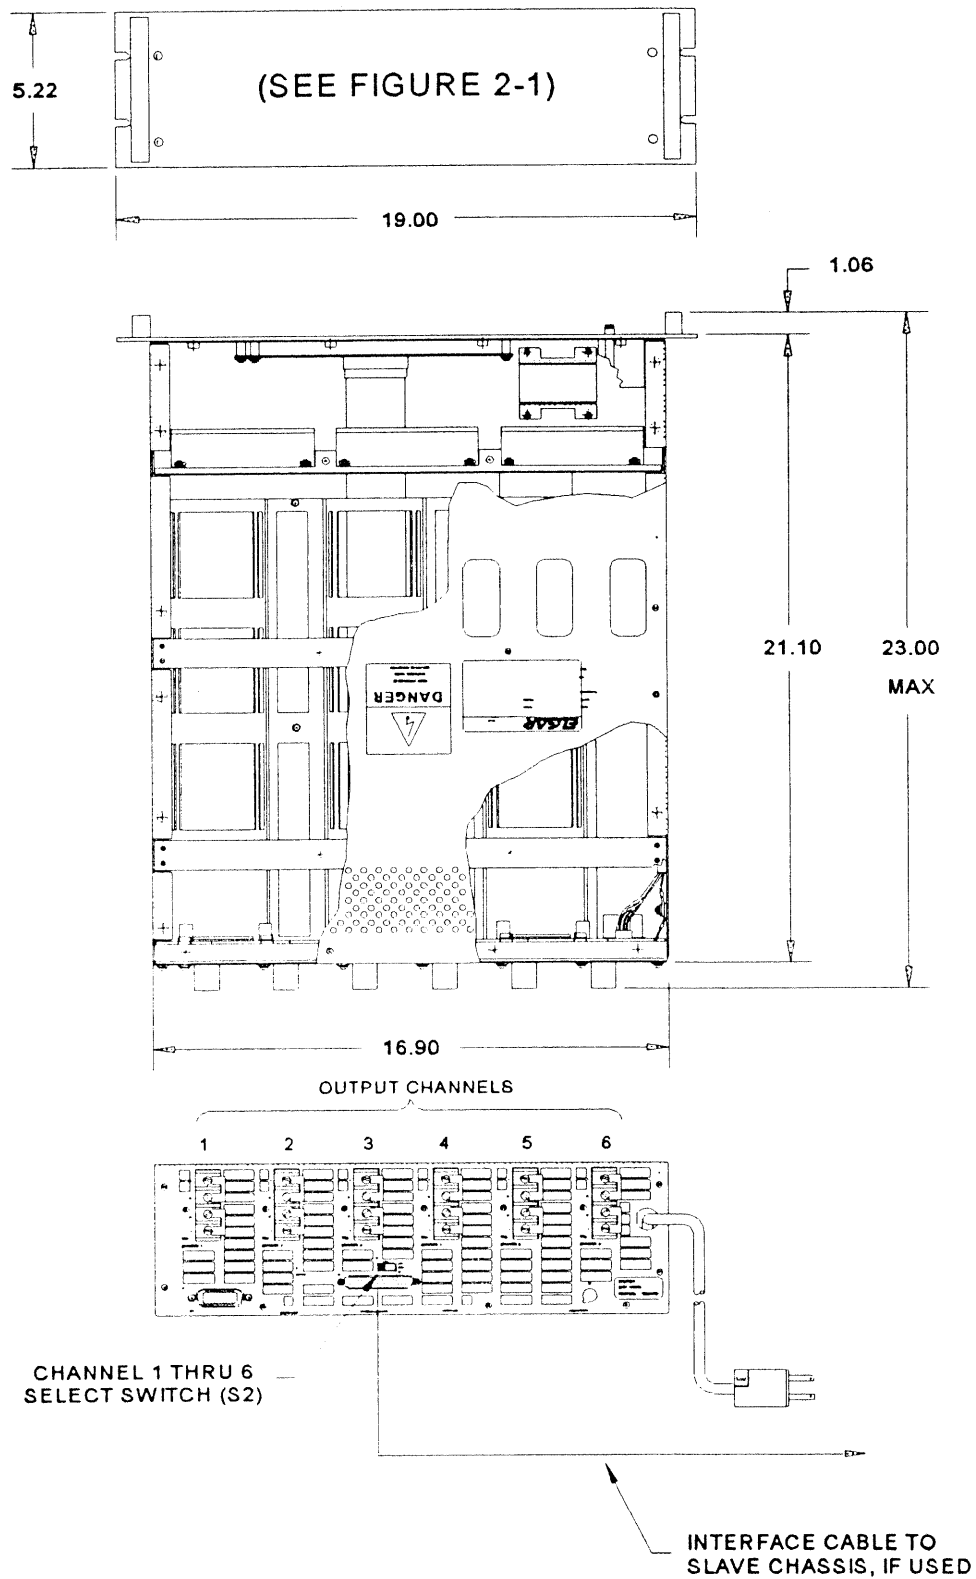 (SEE FIGURE 2-1)
5.22
19.00
1.06
21.10
23.00
MAX
DANGER
ELGAR
16.90
OUTPUT CHANNELS
1 2 3 4 5 6
CHANNEL 1 THRU 6
SELECT SWITCH (S2)
INTERFACE CABLE TO
SLAVE CHASSIS, IF USED